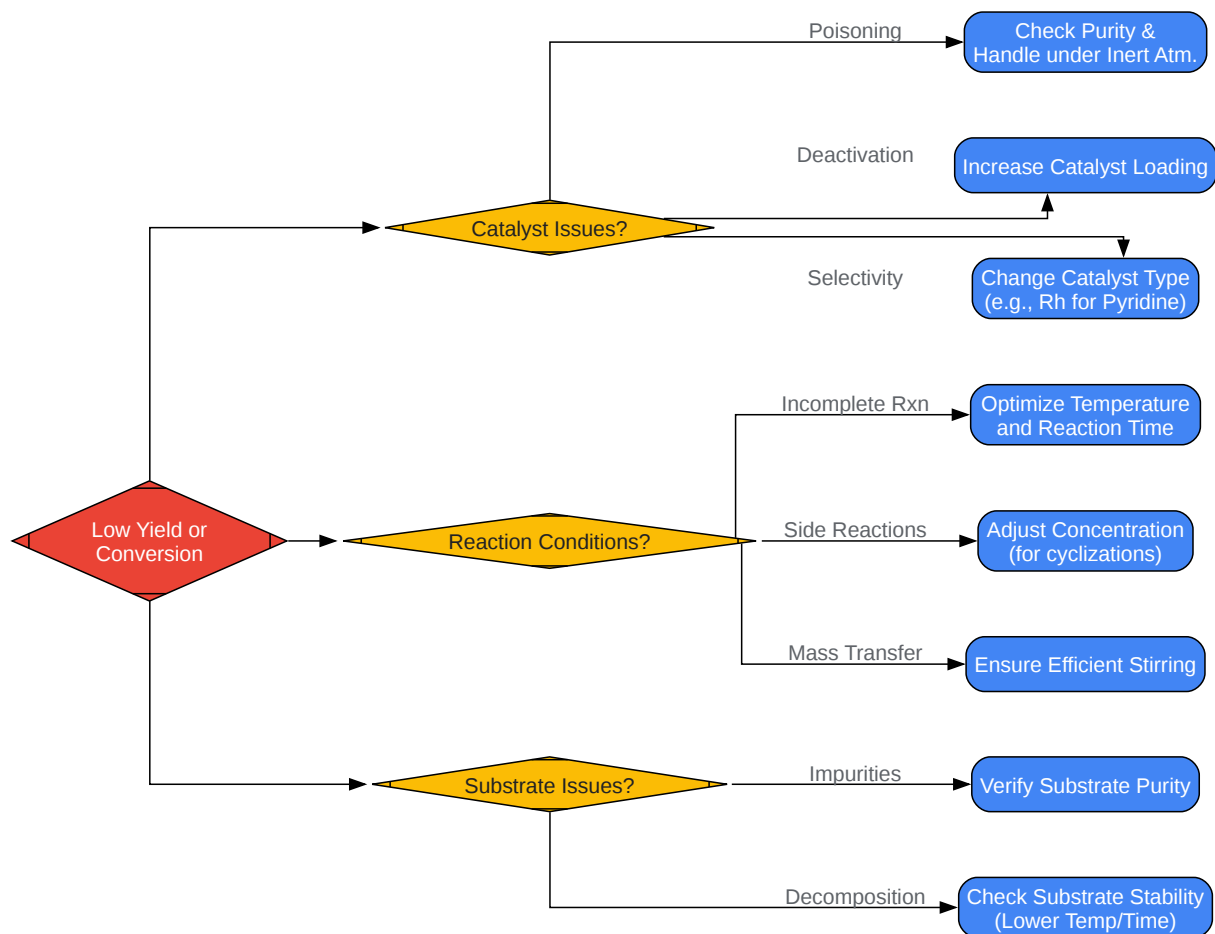 Poisoning
Check Purity &
Handle under Inert Atm.
Deactivation
Increase Catalyst Loading
Catalyst Issues?
Selectivity
Change Catalyst Type
(e.g., Rh for Pyridine)
Incomplete Rxn
Optimize Temperature
and Reaction Time
Low Yield or
Conversion
Reaction Conditions?
Side Reactions
Adjust Concentration
(for cyclizations)
Mass Transfer
Ensure Efficient Stirring
Substrate Issues?
Impurities
Verify Substrate Purity
Decomposition
Check Substrate Stability
(Lower Temp/Time)